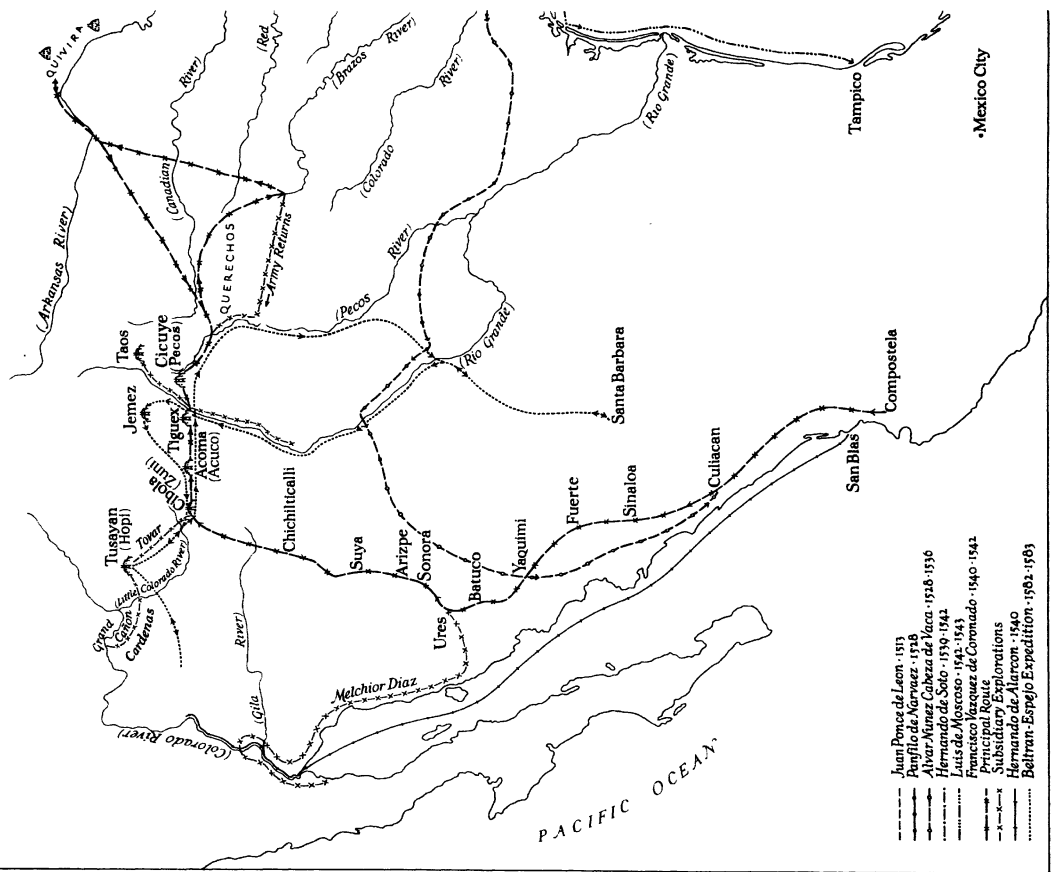 QUIVIRA
(Arkansas River)
(Canadian River)
(Red
(Brazos River)
(Colorado River)
QUERECHOS
←Army Returns
(Pecos River)
(Rio Grande)
(Rio Grande)
Taos
Cicuye
(Pecos)
Jemez
Tiguex
Acoma
(Acuco)
Cibola
(Zuni)
Tusayan
(Hopi)
Tovar
(Little Colorado River)
Grand
Cañon
Cardenas
(Colorado River)
(Gila River)
Chichilticalli
Suya
Arizpe
Sonora
Ures
Batuco
Yaquimi
Fuerte
Sinaloa
Culiacan
San Blas
Compostela
Santa Barbara
Tampico
•Mexico City
Melchior Diaz
PACIFIC OCEAN
Juan Ponce de Leon · 1513
Panfilo de Narvaez · 1528
Alvar Nunez Cabeza de Vaca · 1528 · 1536
Hernando de Soto · 1539 · 1542
Luis de Moscoso · 1542 · 1543
Francisco Vazquez de Coronado · 1540 · 1542
Principal Route
Subsidiary Explorations
Hernando de Alarcon · 1540
Beltran-Espejo Expedition · 1582 · 1583